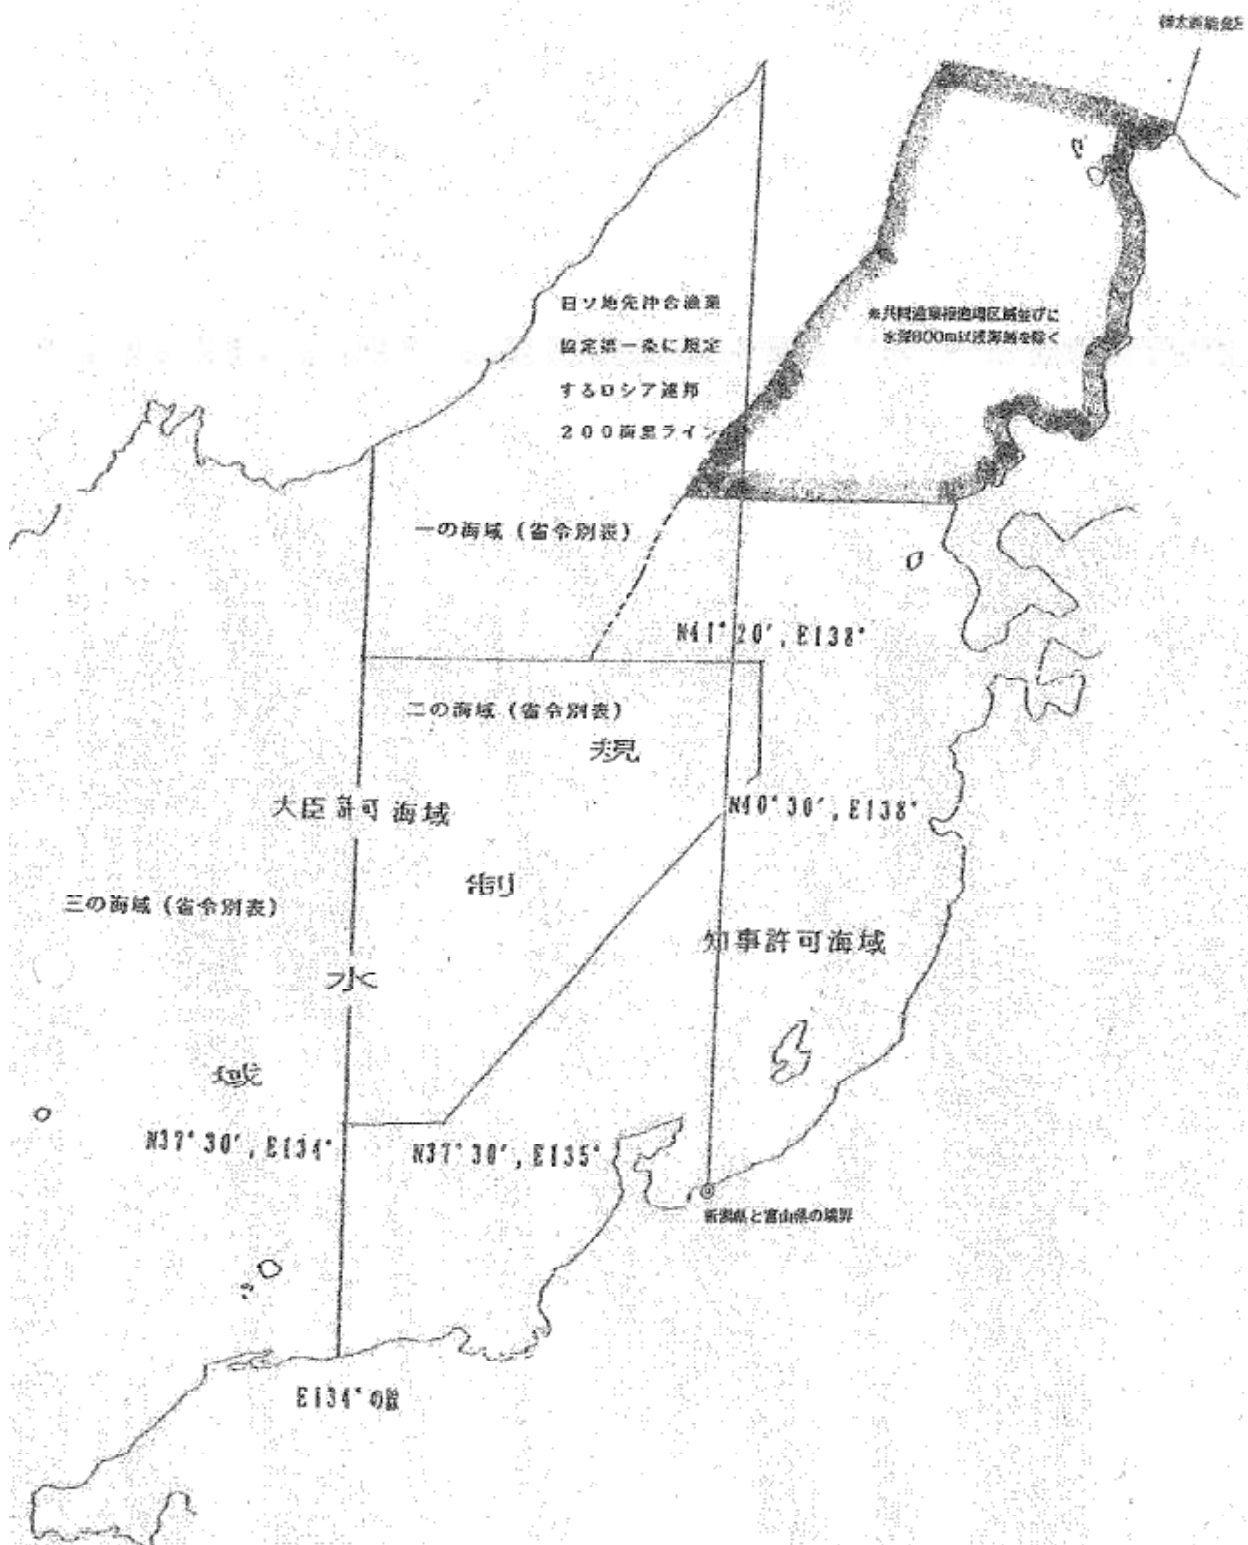 日ソ地先沖合漁業
協定第一条に規定
するロシア連邦
200海里ライン
※共同漁業権漁場区域並びに
水深800m以浅海域を除く
一の海域(省令別表)
N41°20′, E138°
二の海域(省令別表)
規
大臣許可海域
N40°30′, E138°
制
三の海域(省令別表)
知事許可海域
水
域
N37°30′, E134°
N37°30′, E135°
新潟県と富山県の境界
E134°の線